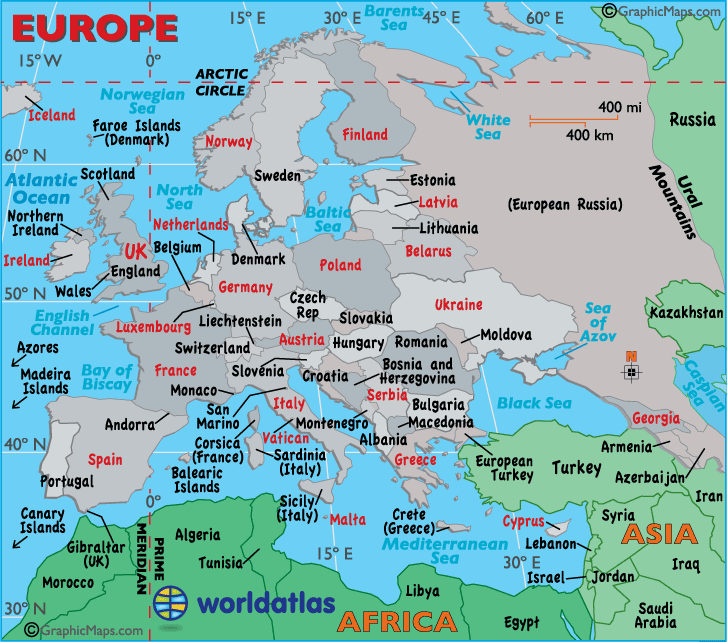 EUROPE
15°E
30°E
Barents
Sea
45°E
60°E
©GraphicMaps.com
15°W
0°
ARCTIC
CIRCLE
Iceland
Norwegian
Sea
Faroe Islands
(Denmark)
Norway
Finland
White
Sea
400 mi
400 km
Russia
60° N
Scotland
Sweden
Estonia
Ural
Mountains
Atlantic
Ocean
North
Sea
Latvia
(European Russia)
Northern
Ireland
Netherlands
Baltic
Sea
Lithuania
Ireland
UK
Belgium
Denmark
Belarus
England
Poland
Wales
Germany
50° N
English
Channel
Czech
Rep
Ukraine
Kazakhstan
Luxembourg
Liechtenstein
Slovakia
Sea
of
Azov
Azores
Switzerland
Austria
Hungary
Romania
Moldova
N
Bay of
Biscay
France
Slovenia
Croatia
Bosnia and
Herzegovina
Caspian
Sea
Madeira
Islands
Monaco
Serbia
San
Marino
Italy
Bulgaria
Black Sea
Georgia
Andorra
Montenegro
Macedonia
40° N
Corsica
(France)
Vatican
Albania
Armenia
Spain
Sardinia
(Italy)
Greece
European
Turkey
Turkey
Azerbaijan
Portugal
Balearic
Islands
Iran
Canary
Islands
0°
Sicily
(Italy)
Malta
Crete
(Greece)
Cyprus
Syria
ASIA
Gibraltar
(UK)
PRIME
MERIDIAN
Algeria
Mediterranean
Sea
Lebanon
Tunisia
15° E
30° E
Iraq
Morocco
Israel
Jordan
worldatlas
Libya
30° N
AFRICA
Egypt
Saudi
Arabia
©GraphicMaps.com